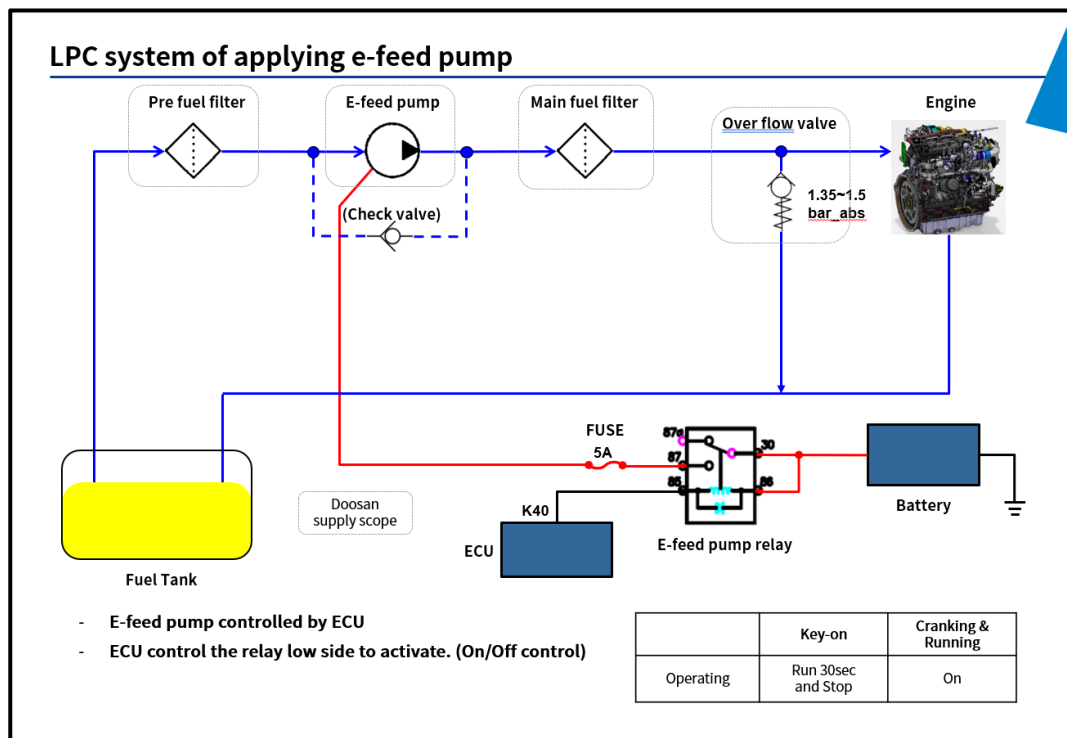 LPC system of applying e-feed pump
Pre fuel filter
E-feed pump
Main fuel filter
Over flow valve
Engine
1.35~1.5
bar_abs
(Check valve)
FUSE
5A
87a
30
87
85
86
K40
ECU
E-feed pump relay
Battery
Doosan
supply scope
Fuel Tank
- E-feed pump controlled by ECU
- ECU control the relay low side to activate. (On/Off control)
Key-on
Cranking &
Running
Operating
Run 30sec
and Stop
On